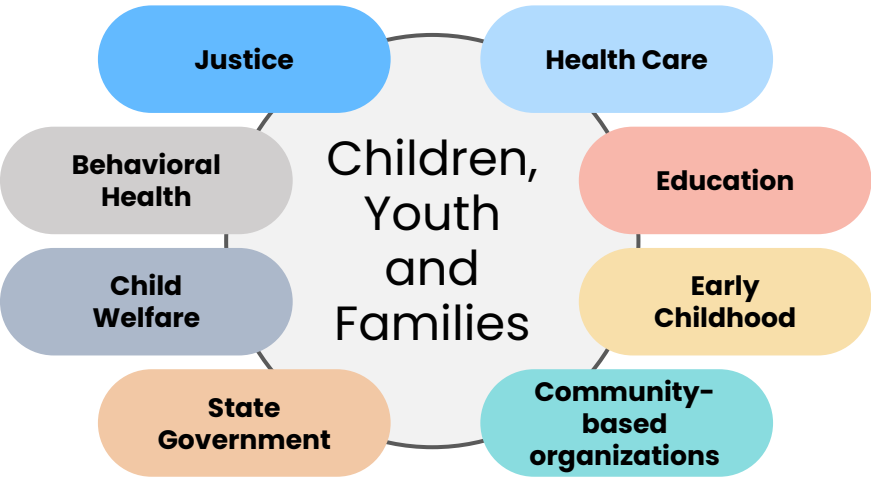 Justice
Health Care
Behavioral
Health
Children,
Youth
and
Families
Education
Child
Welfare
Early
Childhood
State
Government
Community-
based
organizations